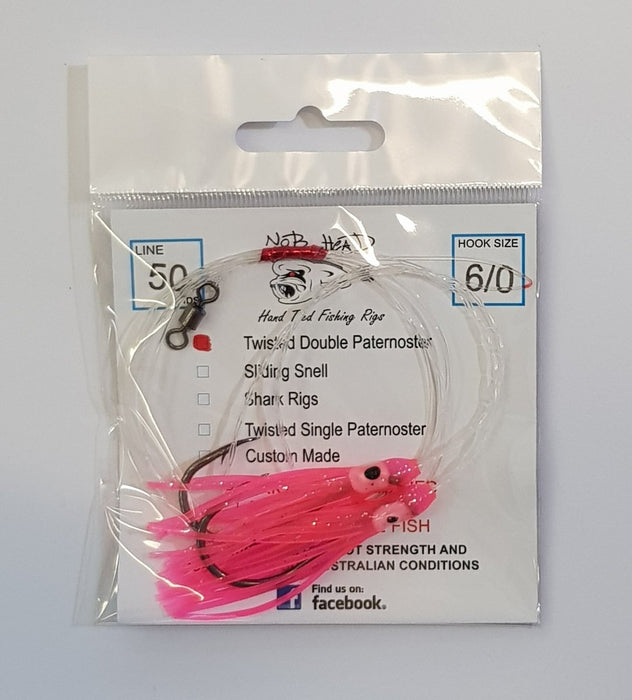 NOB HEAD
LINE
50
HOOK SIZE
6/0
Hand Tied Fishing Rigs
Twisted Double Paternoster
Sliding Snell
Shark Rigs
Twisted Single Paternoster
Custom Made
FISH
STRENGTH AND
CONDITIONS
Find us on:
facebook.